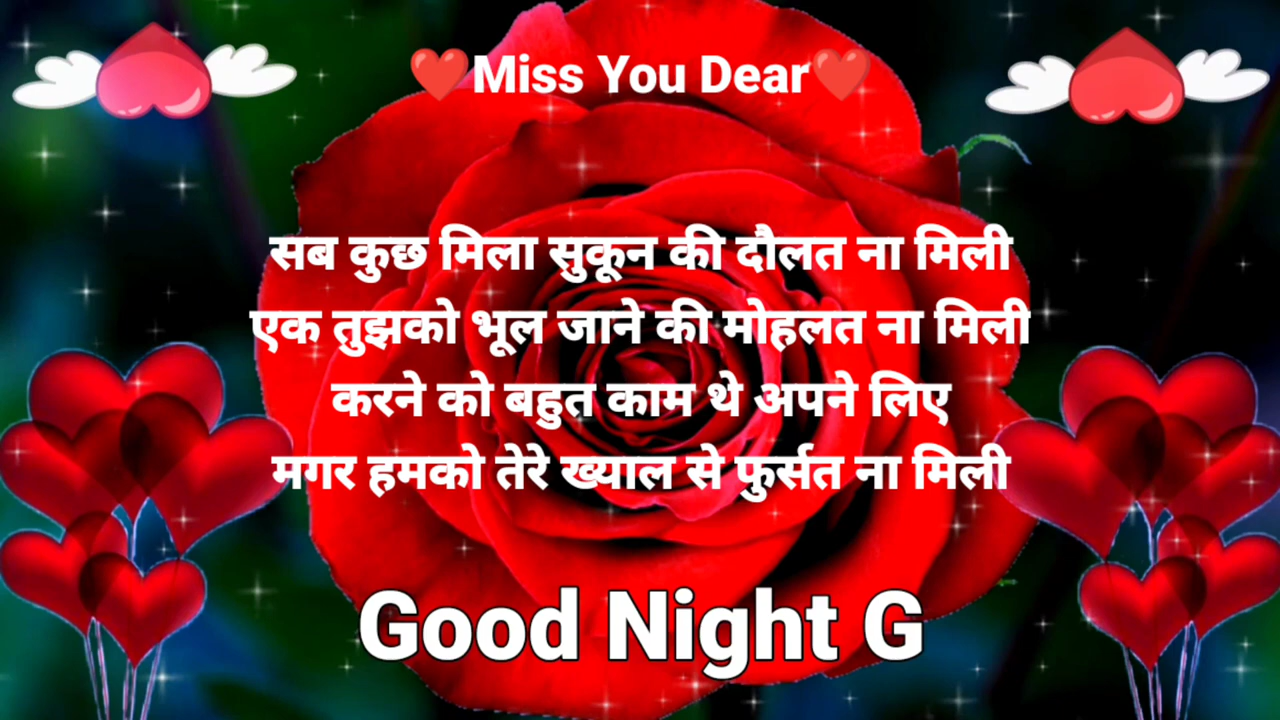 ❤️Miss You Dear❤️
सब कुछ मिला सुकून की दौलत ना मिली
एक तुझको भूल जाने की मोहलत ना मिली
करने को बहुत काम थे अपने लिए
मगर हमको तेरे ख्याल से फुर्सत ना मिली
Good Night G